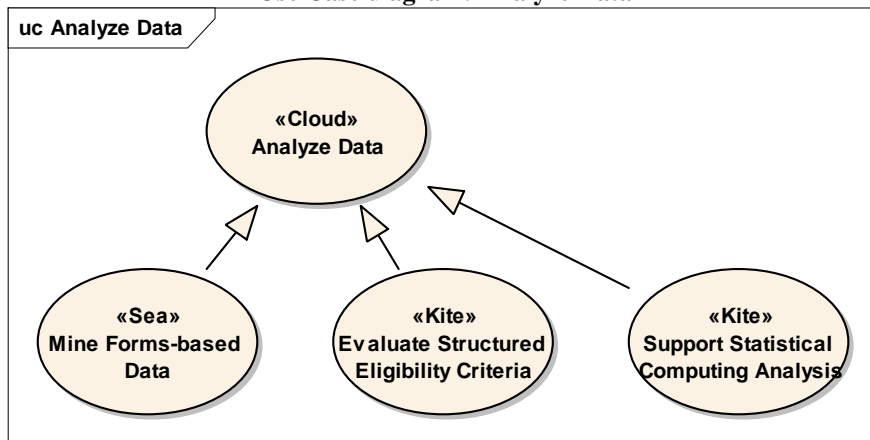 uc Analyze Data
«Cloud»
Analyze Data
«Sea»
Mine Forms-based
Data
«Kite»
Evaluate Structured
Eligibility Criteria
«Kite»
Support Statistical
Computing Analysis